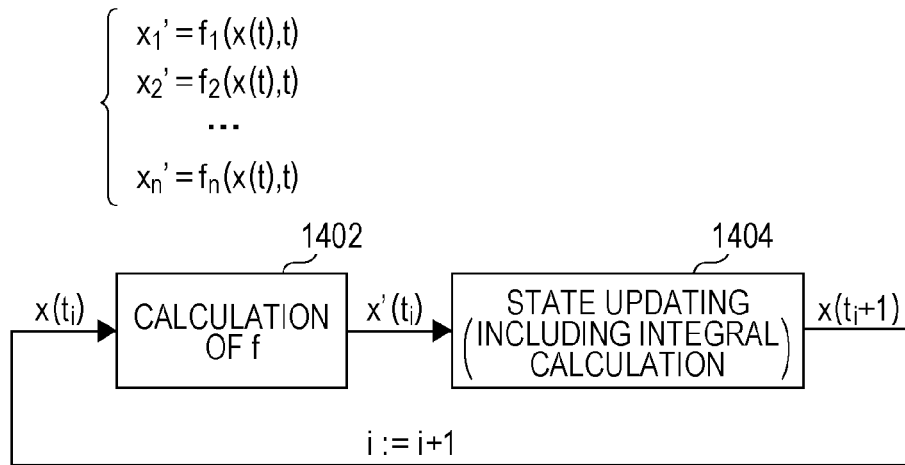 x₁' = f₁(x(t),t)
x₂' = f₂(x(t),t)
...
xₙ' = fₙ(x(t),t)
1402
1404
x(tᵢ)
CALCULATION
OF f
x'(tᵢ)
STATE UPDATING
(INCLUDING INTEGRAL
CALCULATION)
x(tᵢ+1)
i := i+1